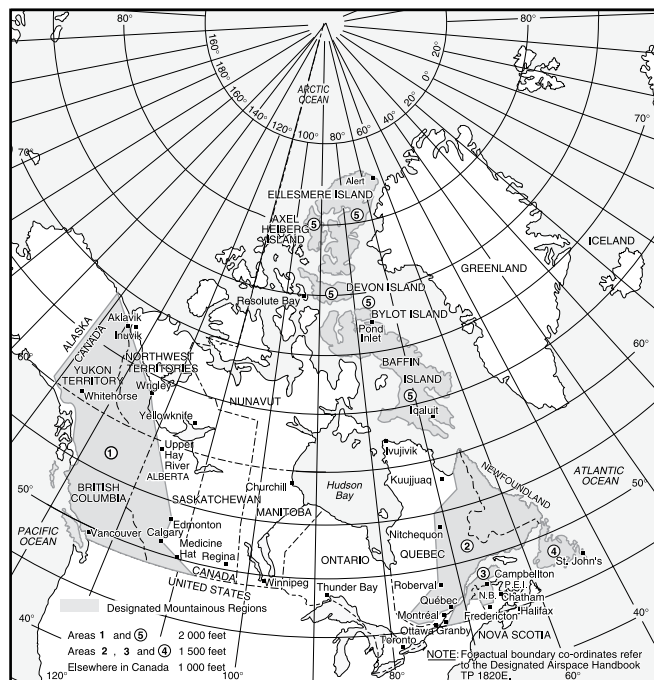 80°
80°
160°
160°
140°
120°
100°
80°
60°
40°
20°
0°
ARCTIC
OCEAN
160°
140°
120°
100°
80°
60°
40°
20°
0°
70°
70°
Alert
ELLESMERE ISLAND
⑤
AXEL
HEIBERG
ISLAND
⑤
ICELAND
GREENLAND
DEVON ISLAND
⑤
⑤
Resolute Bay
BYLOT ISLAND
Pond
Inlet
ALASKA
CANADA
Aklavik
Inuvik
60°
60°
BAFFIN
ISLAND
⑤
Iqaluit
NORTHWEST
TERRITORIES
YUKON
TERRITORY
Whitehorse
Wrigley
NUNAVUT
Yellowknife
Ivujivik
①
Upper
Hay
River
ALBERTA
Kuujjuaq
NEWFOUNDLAND
ATLANTIC
OCEAN
50°
50°
BRITISH
COLUMBIA
SASKATCHEWAN
Churchill
Hudson
Bay
MANITOBA
PACIFIC
OCEAN
Vancouver
Edmonton
Calgary
Medicine
Hat
Regina
Nitchequon
②
QUEBEC
④
St. John's
ONTARIO
CANADA
UNITED STATES
Winnipeg
Thunder Bay
Roberval
③
Campbellton
P.E.I.
N.B.
Chatham
Québec
Halifax
Montréal
Fredericton
Ottawa
Granby
NOVA SCOTIA
Toronto
40°
40°
Designated Mountainous Regions
Areas 1 and ⑤ 2 000 feet
Areas 2 , 3 and ④ 1 500 feet
Elsewhere in Canada 1 000 feet
NOTE: For actual boundary co-ordinates refer
to the Designated Airspace Handbook
TP 1820E.
120°
100°
80°
60°